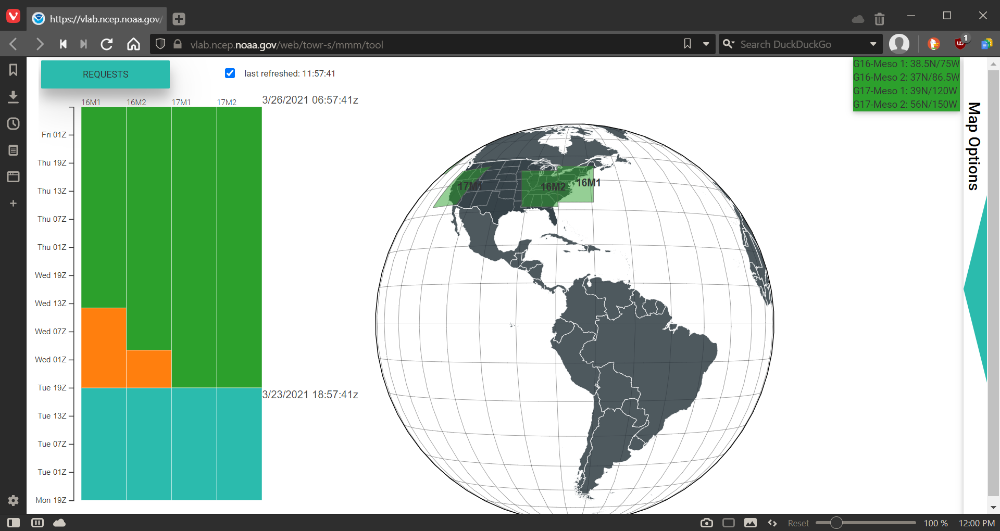 https://vlab.ncep.noaa.gov/
vlab.ncep.noaa.gov/web/towr-s/mmm/tool
Search DuckDuckGo
1
REQUESTS
last refreshed: 11:57:41
G16-Meso 1: 38.5N/75W
G16-Meso 2: 37N/86.5W
G17-Meso 1: 39N/120W
G17-Meso 2: 56N/150W
Map Options
16M1 16M2 17M1 17M2
3/26/2021 06:57:41z
Fri 01Z
Thu 19Z
Thu 13Z
Thu 07Z
Thu 01Z
Wed 19Z
Wed 13Z
Wed 07Z
Wed 01Z
Tue 19Z
3/23/2021 18:57:41z
Tue 13Z
Tue 07Z
Tue 01Z
Mon 19Z
17M1
16M2
16M1
Reset
100 %
12:00 PM